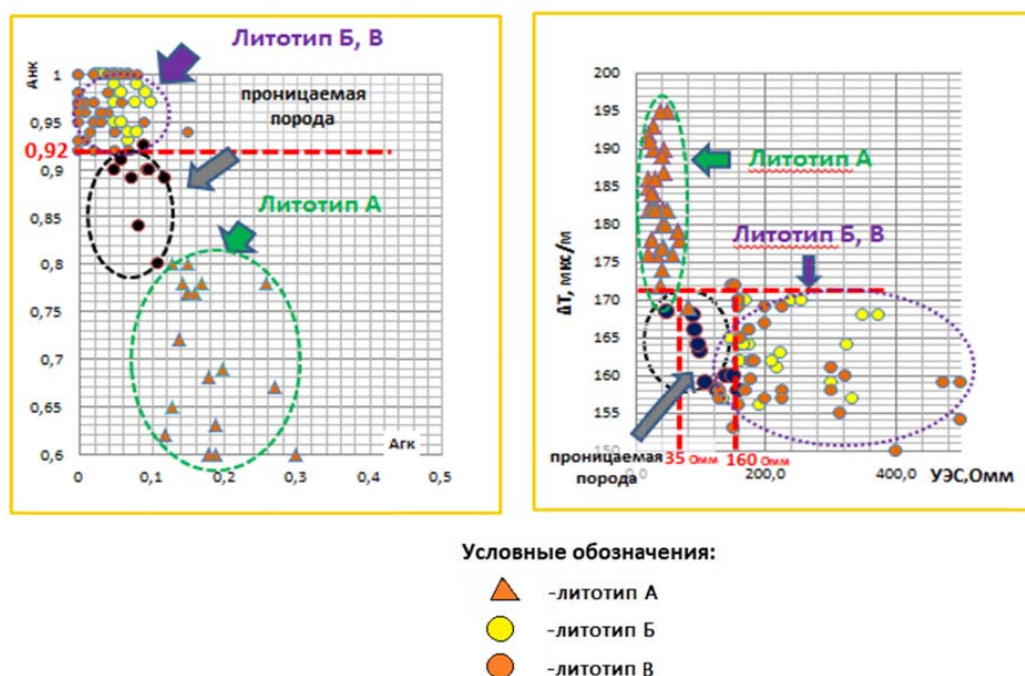 Литотип Б, В
Анк
1
0,95
0,92
0,9
0,85
0,8
0,75
0,7
0,65
0,6
проницаемая
порода
Литотип А
Агк
0 0,1 0,2 0,3 0,4 0,5
ΔТ, мкс/м
200
195
190
185
180
175
170
165
160
155
150
Литотип А
Литотип Б, В
проницаемая
порода
0,0 35 Омм 160 Омм 200,0 400,0 УЭС,Омм
Условные обозначения:
-литотип А
-литотип Б
-литотип В